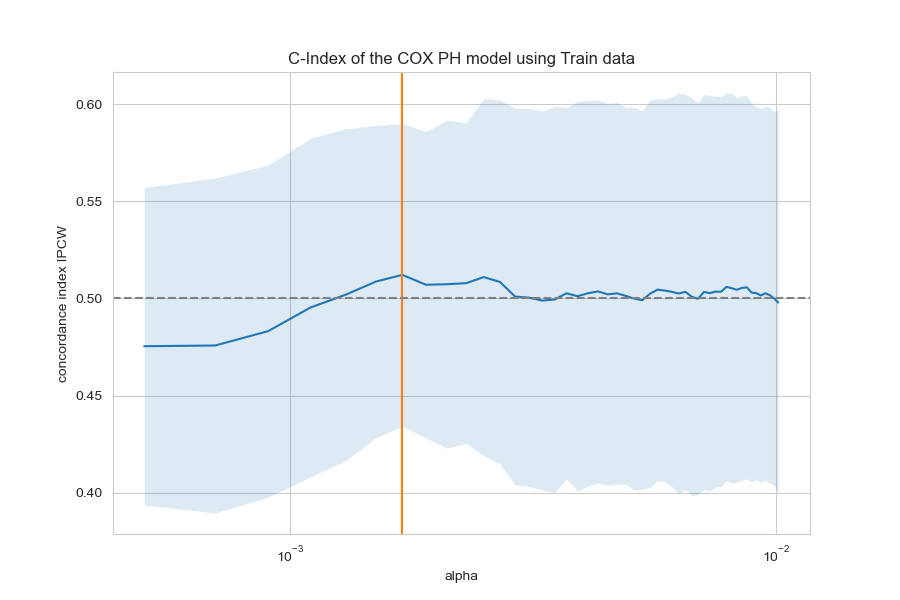 C-Index of the COX PH model using Train data
concordance index IPCW
0.60
0.55
0.50
0.45
0.40
10⁻³
10⁻²
alpha